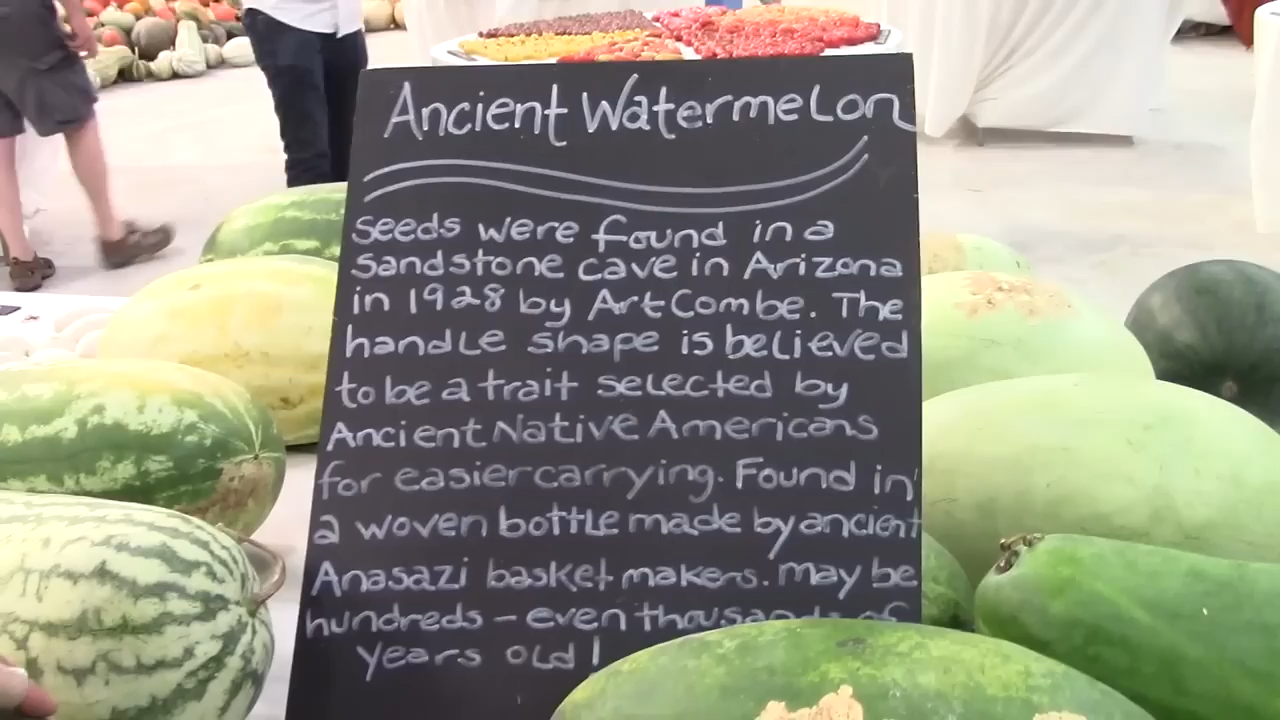 Ancient Watermelon
Seeds were found in a
sandstone cave in Arizona
in 1928 by Art Combe. The
handle shape is believed
to be a trait selected by
Ancient Native Americans
for easier carrying. Found in
a woven bottle made by ancient
Anasazi basket makers. may be
hundreds - even thousands of
years old!